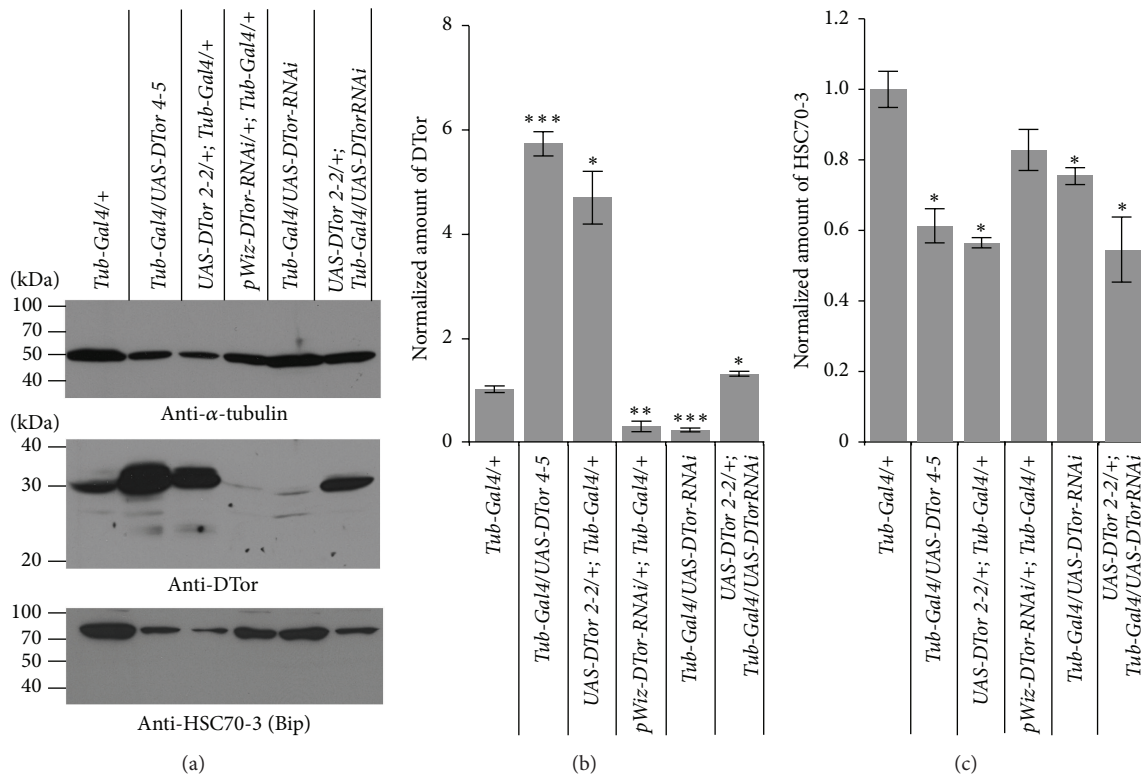 Tub-Gal4/+
Tub-Gal4/UAS-DTor 4-5
UAS-DTor 2-2/+; Tub-Gal4/+
pWiz-DTor-RNAi/+; Tub-Gal4/+
Tub-Gal4/UAS-DTor-RNAi
UAS-DTor 2-2/+;
Tub-Gal4/UAS-DTorRNAi
(kDa)
100
70
50
40
Anti-α-tubulin
(kDa)
40
30
20
Anti-DTor
100
70
50
40
Anti-HSC70-3 (Bip)
(a)
Normalized amount of DTor
8
6
4
2
0
***
*
**
***
*
Tub-Gal4/+
Tub-Gal4/UAS-DTor 4-5
UAS-DTor 2-2/+; Tub-Gal4/+
pWiz-DTor-RNAi/+; Tub-Gal4/+
Tub-Gal4/UAS-DTor-RNAi
UAS-DTor 2-2/+;
Tub-Gal4/UAS-DTorRNAi
(b)
Normalized amount of HSC70-3
1.0
0.8
0.6
0.4
0.2
0
*
*
*
*
Tub-Gal4/+
Tub-Gal4/UAS-DTor 4-5
UAS-DTor 2-2/+; Tub-Gal4/+
pWiz-DTor-RNAi/+; Tub-Gal4/+
Tub-Gal4/UAS-DTor-RNAi
UAS-DTor 2-2/+;
Tub-Gal4/UAS-DTorRNAi
(c)